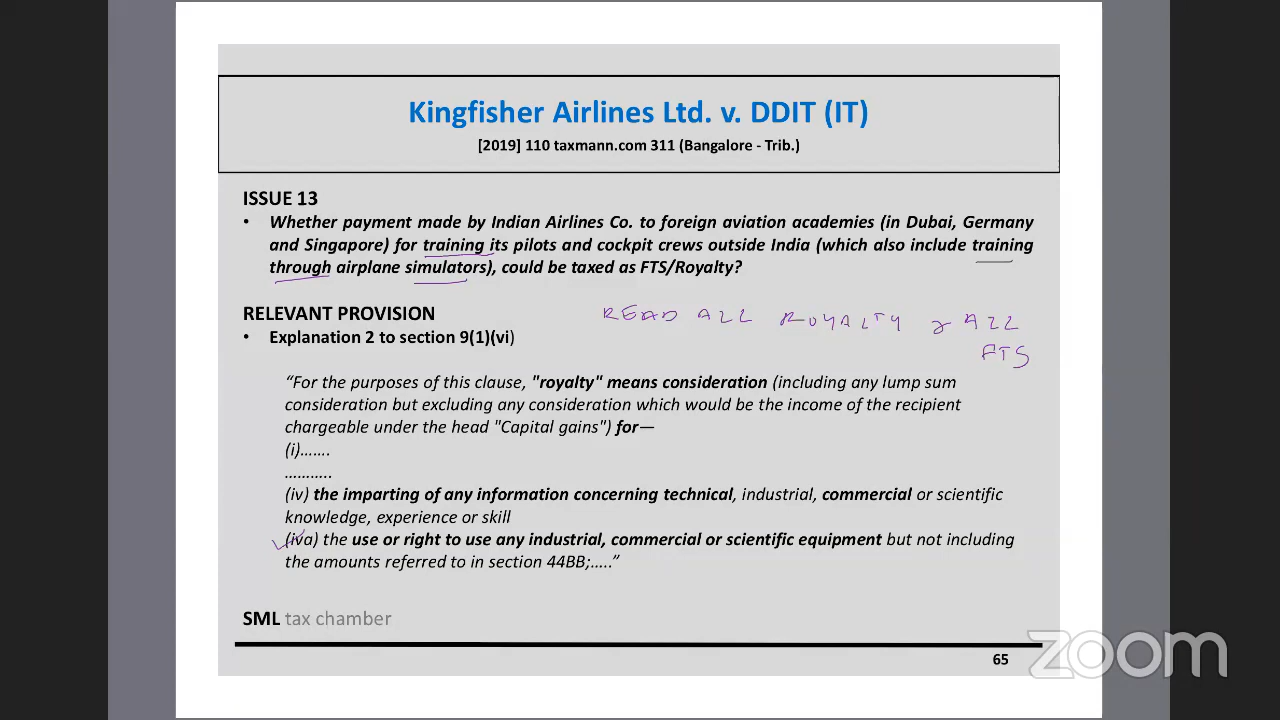 Kingfisher Airlines Ltd. v. DDIT (IT)
[2019] 110 taxmann.com 311 (Bangalore - Trib.)
ISSUE 13
• Whether payment made by Indian Airlines Co. to foreign aviation academies (in Dubai, Germany
and Singapore) for training its pilots and cockpit crews outside India (which also include training
through airplane simulators), could be taxed as FTS/Royalty?
RELEVANT PROVISION
READ ALL ROYALTY & ALL
FTS
• Explanation 2 to section 9(1)(vi)
“For the purposes of this clause, "royalty" means consideration (including any lump sum
consideration but excluding any consideration which would be the income of the recipient
chargeable under the head "Capital gains") for—
(i)…….
………..
(iv) the imparting of any information concerning technical, industrial, commercial or scientific
knowledge, experience or skill
(iva) the use or right to use any industrial, commercial or scientific equipment but not including
the amounts referred to in section 44BB;…..”
SML tax chamber
65
zoom